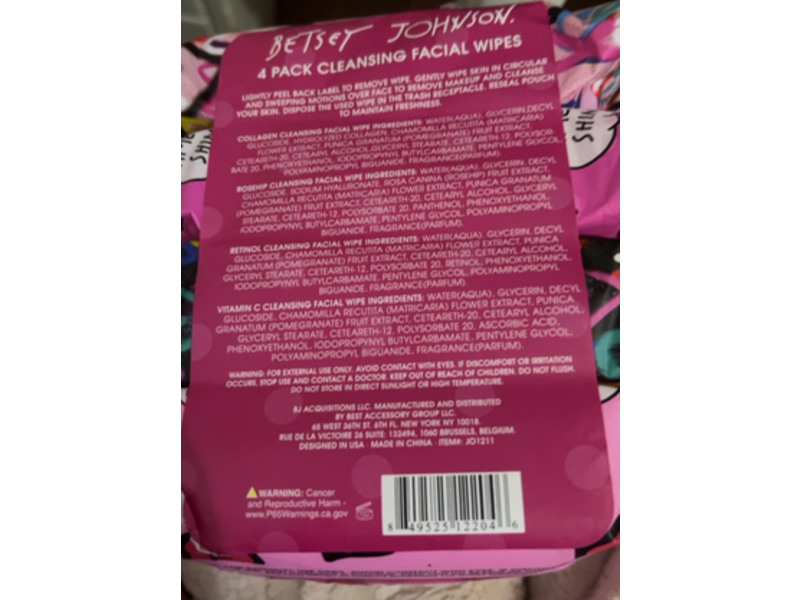 BETSEY JOHNSON.
4 PACK CLEANSING FACIAL WIPES
LIGHTLY PEEL BACK LABEL TO REMOVE WIPE. GENTLY WIPE SKIN IN CIRCULAR
AND SWEEPING MOTIONS OVER FACE TO REMOVE MAKEUP AND CLEANSE
YOUR SKIN. DISPOSE THE USED WIPE IN THE TRASH RECEPTACLE. RESEAL POUCH
TO MAINTAIN FRESHNESS.
COLLAGEN CLEANSING FACIAL WIPE INGREDIENTS: WATER(AQUA), GLYCERIN,DECYL
GLUCOSIDE, HYDROLYZED COLLAGEN, CHAMOMILLA RECUTITA (MATRICARIA)
FLOWER EXTRACT, PUNICA GRANATUM (POMEGRANATE) FRUIT EXTRACT,
CETEARETH-20, CETEARYL ALCOHOL,GLYCERYL STEARATE, CETEARETH-12, POLYSOR-
BATE 20, PHENOXYETHANOL, IODOPROPYNYL BUTYLCARBAMATE, PENTYLENE GLYCOL,
POLYAMINOPROPYL BIGUANIDE, FRAGRANCE(PARFUM).
ROSEHIP CLEANSING FACIAL WIPE INGREDIENTS: WATER(AQUA), GLYCERIN, DECYL
GLUCOSIDE, SODIUM HYALURONATE, ROSA CANINA (ROSEHIP) FRUIT EXTRACT,
CHAMOMILLA RECUTITA (MATRICARIA) FLOWER EXTRACT, PUNICA GRANATUM
(POMEGRANATE) FRUIT EXTRACT, CETEARETH-20, CETEARYL ALCOHOL, GLYCERYL
STEARATE, CETEARETH-12, POLYSORBATE 20, PANTHENOL, PHENOXYETHANOL,
IODOPROPYNYL BUTYLCARBAMATE, PENTYLENE GLYCOL, POLYAMINOPROPYL
BIGUANIDE, FRAGRANCE(PARFUM).
RETINOL CLEANSING FACIAL WIPE INGREDIENTS: WATER(AQUA), GLYCERIN, DECYL
GLUCOSIDE, CHAMOMILLA RECUTITA (MATRICARIA) FLOWER EXTRACT, PUNICA
GRANATUM (POMEGRANATE) FRUIT EXTRACT, CETEARETH-20, CETEARYL ALCOHOL,
GLYCERYL STEARATE, CETEARETH-12, POLYSORBATE 20, RETINOL, PHENOXYETHANOL,
IODOPROPYNYL BUTYLCARBAMATE, PENTYLENE GLYCOL, POLYAMINOPROPYL
BIGUANIDE, FRAGRANCE(PARFUM).
VITAMIN C CLEANSING FACIAL WIPE INGREDIENTS: WATER(AQUA), GLYCERIN, DECYL
GLUCOSIDE, CHAMOMILLA RECUTITA (MATRICARIA) FLOWER EXTRACT, PUNICA
GRANATUM (POMEGRANATE) FRUIT EXTRACT, CETEARETH-20, CETEARYL ALCOHOL,
GLYCERYL STEARATE, CETEARETH-12, POLYSORBATE 20, ASCORBIC ACID,
PHENOXYETHANOL, IODOPROPYNYL BUTYLCARBAMATE, PENTYLENE GLYCOL,
POLYAMINOPROPYL BIGUANIDE, FRAGRANCE(PARFUM).
WARNING: FOR EXTERNAL USE ONLY. AVOID CONTACT WITH EYES. IF DISCOMFORT OR IRRITATION
OCCURS, STOP USE AND CONTACT A DOCTOR. KEEP OUT OF REACH OF CHILDREN. DO NOT FLUSH.
DO NOT STORE IN DIRECT SUNLIGHT OR HIGH TEMPERATURE.
BJ ACQUISITIONS LLC. MANUFACTURED AND DISTRIBUTED
BY BEST ACCESSORY GROUP LLC.
65 WEST 36TH ST. 6TH FL. NEW YORK NY 10018.
RUE DE LA VICTOIRE 26 SUITE: 132494, 1060 BRUSSELS, BELGIUM.
DESIGNED IN USA · MADE IN CHINA · ITEM#: JO1211
WARNING: Cancer
and Reproductive Harm -
www.P65Warnings.ca.gov
8 49525 12204 6